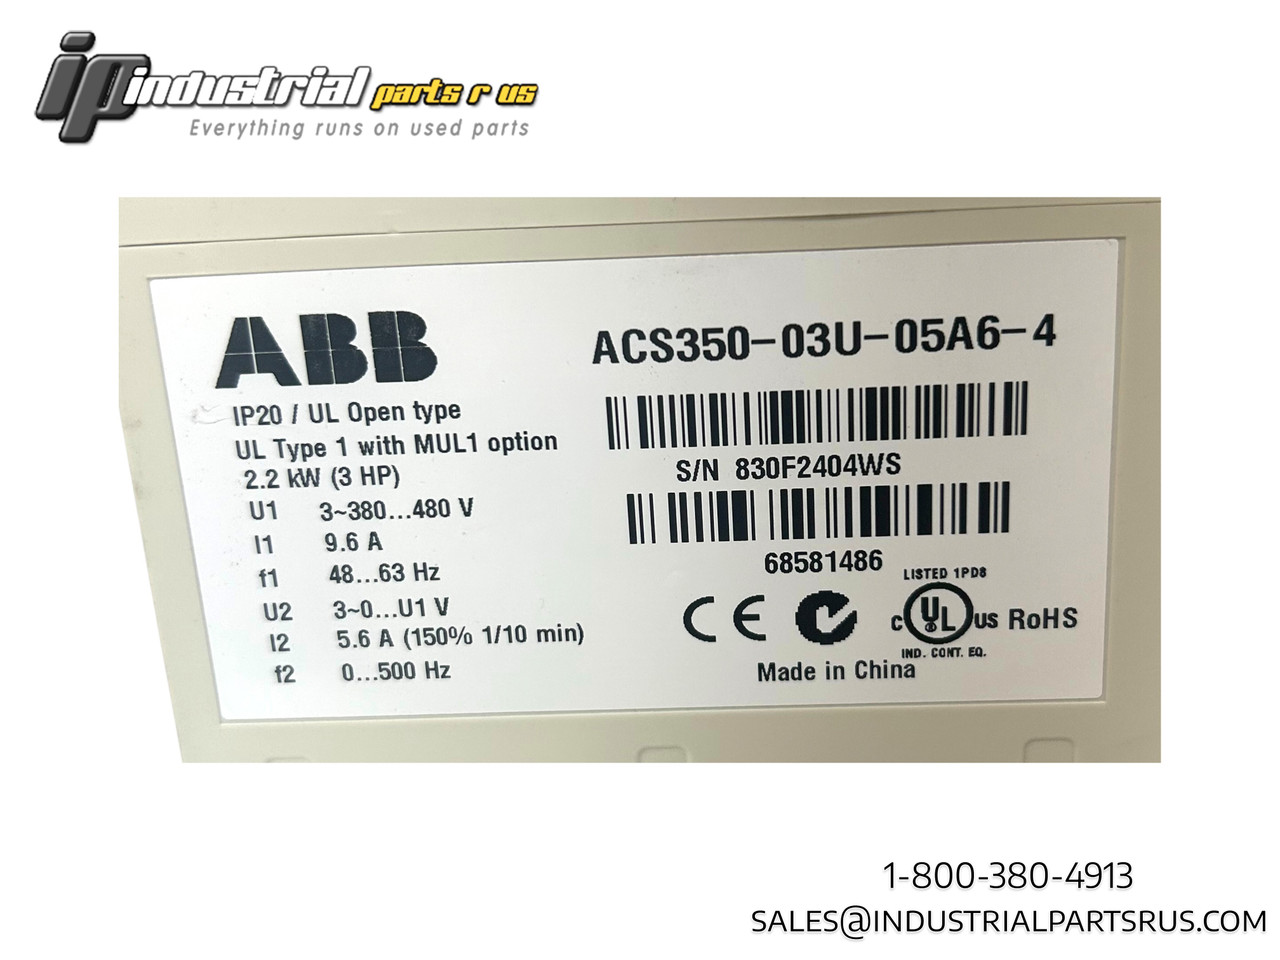 ip industrial parts r us
Everything runs on used parts
ABB
ACS350-03U-05A6-4
IP20 / UL Open type
UL Type 1 with MUL1 option
2.2 kW (3 HP)
S/N 830F2404WS
U1 3~380...480 V
I1 9.6 A
f1 48...63 Hz
U2 3~0...U1 V
I2 5.6 A (150% 1/10 min)
f2 0...500 Hz
68581486
CE
LISTED 1PD8
c UL us RoHS
IND. CONT. EQ.
Made in China
1-800-380-4913
SALES@INDUSTRIALPARTSRUS.COM